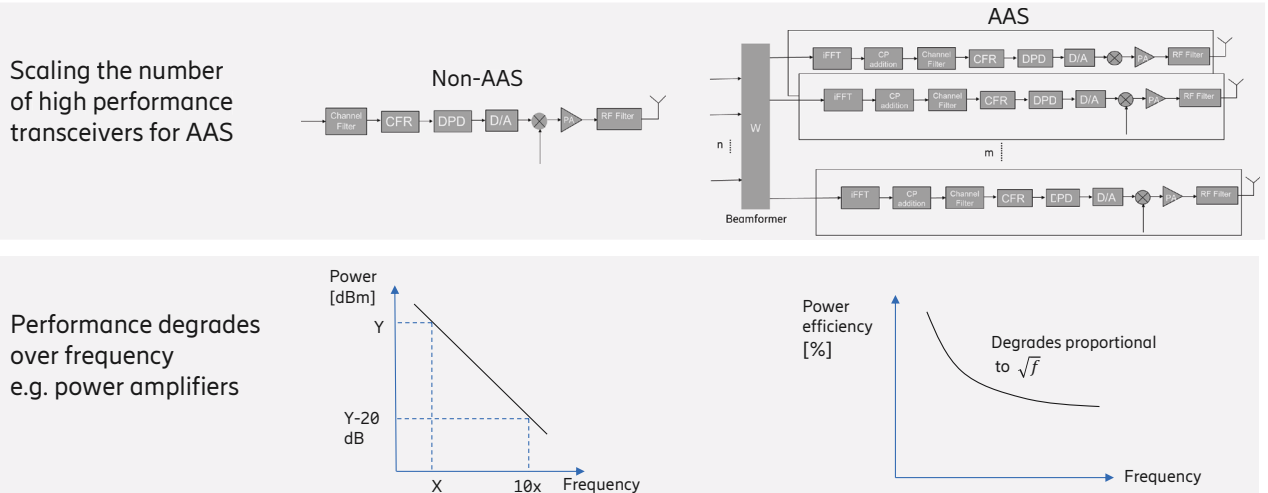 Scaling the number
of high performance
transceivers for AAS
Non-AAS
Channel
Filter
CFR
DPD
D/A
PA
RF Filter
AAS
W
n
Beamformer
iFFT
CP
addition
Channel
Filter
CFR
DPD
D/A
PA
RF Filter
iFFT
CP
addition
Channel
Filter
CFR
DPD
D/A
PA
RF Filter
m
iFFT
CP
addition
Channel
Filter
CFR
DPD
D/A
PA
RF Filter
Performance degrades
over frequency
e.g. power amplifiers
Power
[dBm]
Y
Y-20
dB
X
10x
Frequency
Power
efficiency
[%]
Degrades proportional
to √f
Frequency